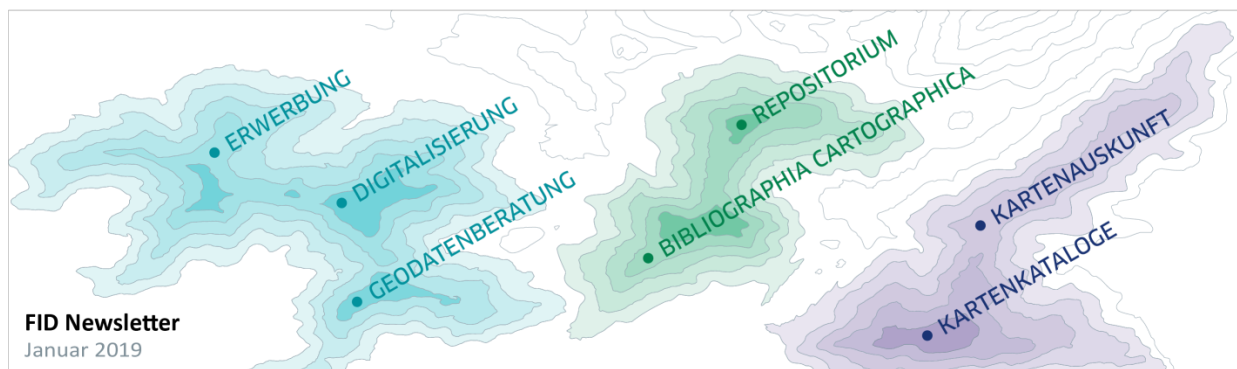 ERWERBUNG
DIGITALISIERUNG
GEODATENBERATUNG
REPOSITORIUM
BIBLIOGRAPHIA CARTOGRAPHICA
KARTENAUSKUNFT
KARTENKATALOGE
FID Newsletter
Januar 2019